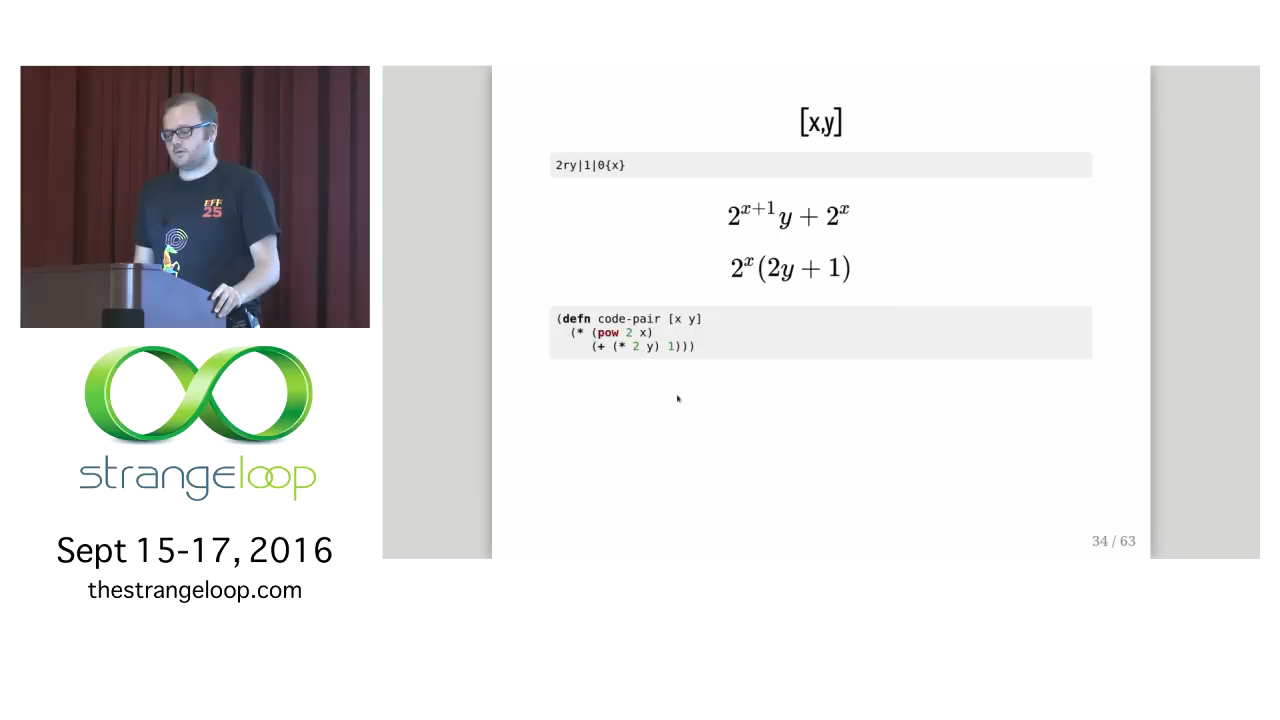 EFF
25
strangeloop
Sept 15-17, 2016
thestrangeloop.com
[x,y]
2ry|1|0{x}
2^{x+1}y + 2^x
2^x(2y + 1)
(defn code-pair [x y]
  (* (pow 2 x)
     (+ (* 2 y) 1)))
34 / 63